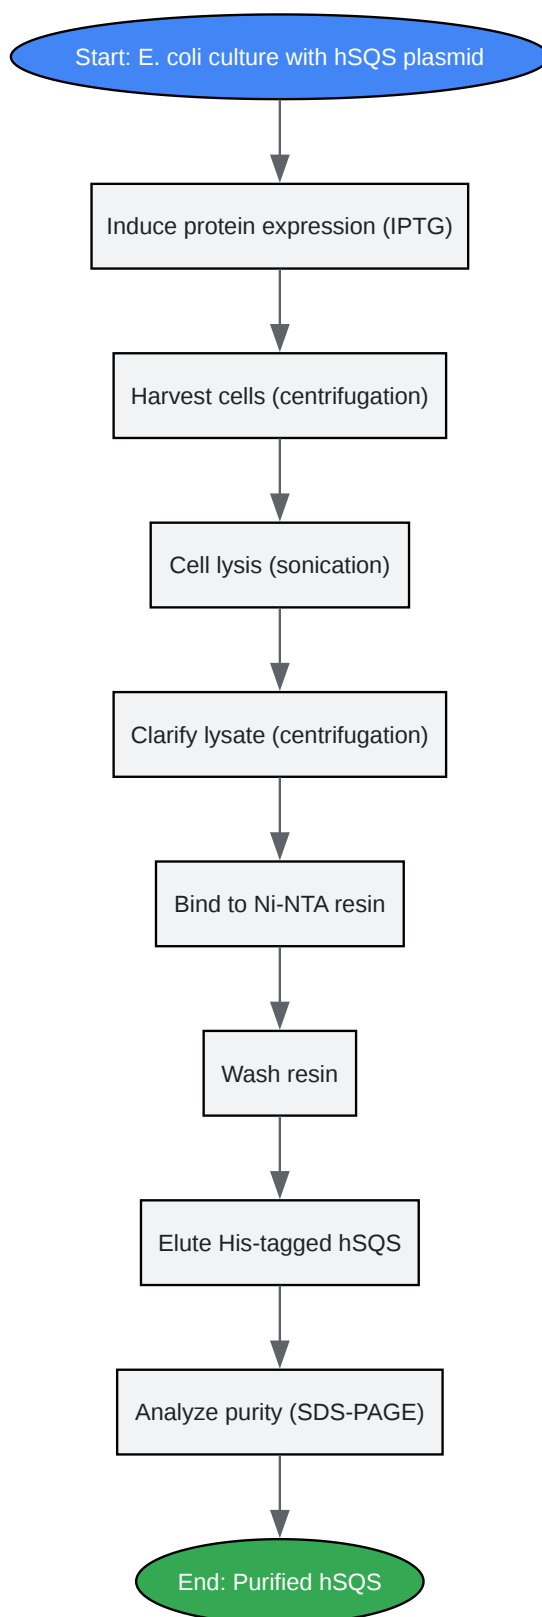 Start: E. coli culture with hSQS plasmid
Induce protein expression (IPTG)
Harvest cells (centrifugation)
Cell lysis (sonication)
Clarify lysate (centrifugation)
Bind to Ni-NTA resin
Wash resin
Elute His-tagged hSQS
Analyze purity (SDS-PAGE)
End: Purified hSQS